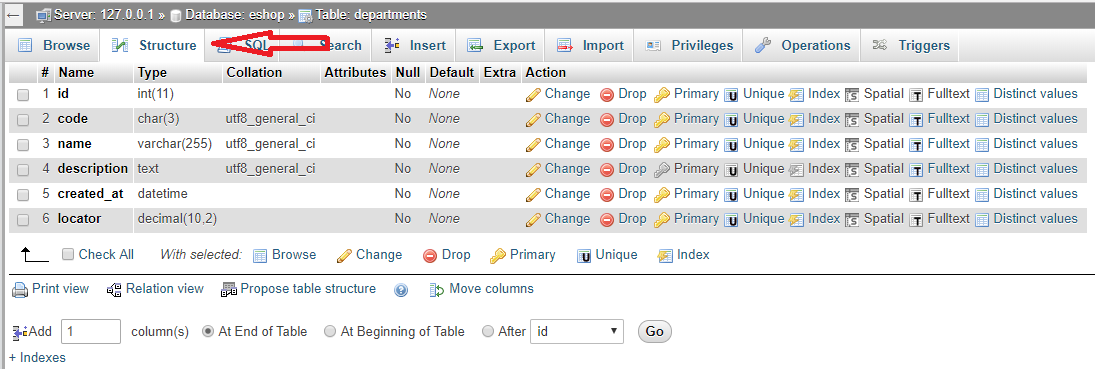 ← Server: 127.0.0.1 » Database: eshop » Table: departments
Browse Structure SQL Search Insert Export Import Privileges Operations Triggers
# Name Type Collation Attributes Null Default Extra Action
1 id int(11) No None Change Drop Primary Unique Index Spatial Fulltext Distinct values
2 code char(3) utf8_general_ci No None Change Drop Primary Unique Index Spatial Fulltext Distinct values
3 name varchar(255) utf8_general_ci No None Change Drop Primary Unique Index Spatial Fulltext Distinct values
4 description text utf8_general_ci No None Change Drop Primary Unique Index Spatial Fulltext Distinct values
5 created_at datetime No None Change Drop Primary Unique Index Spatial Fulltext Distinct values
6 locator decimal(10,2) No None Change Drop Primary Unique Index Spatial Fulltext Distinct values
Check All With selected: Browse Change Drop Primary Unique Index
Print view Relation view Propose table structure Move columns
Add 1 column(s) At End of Table At Beginning of Table After id Go
+ Indexes